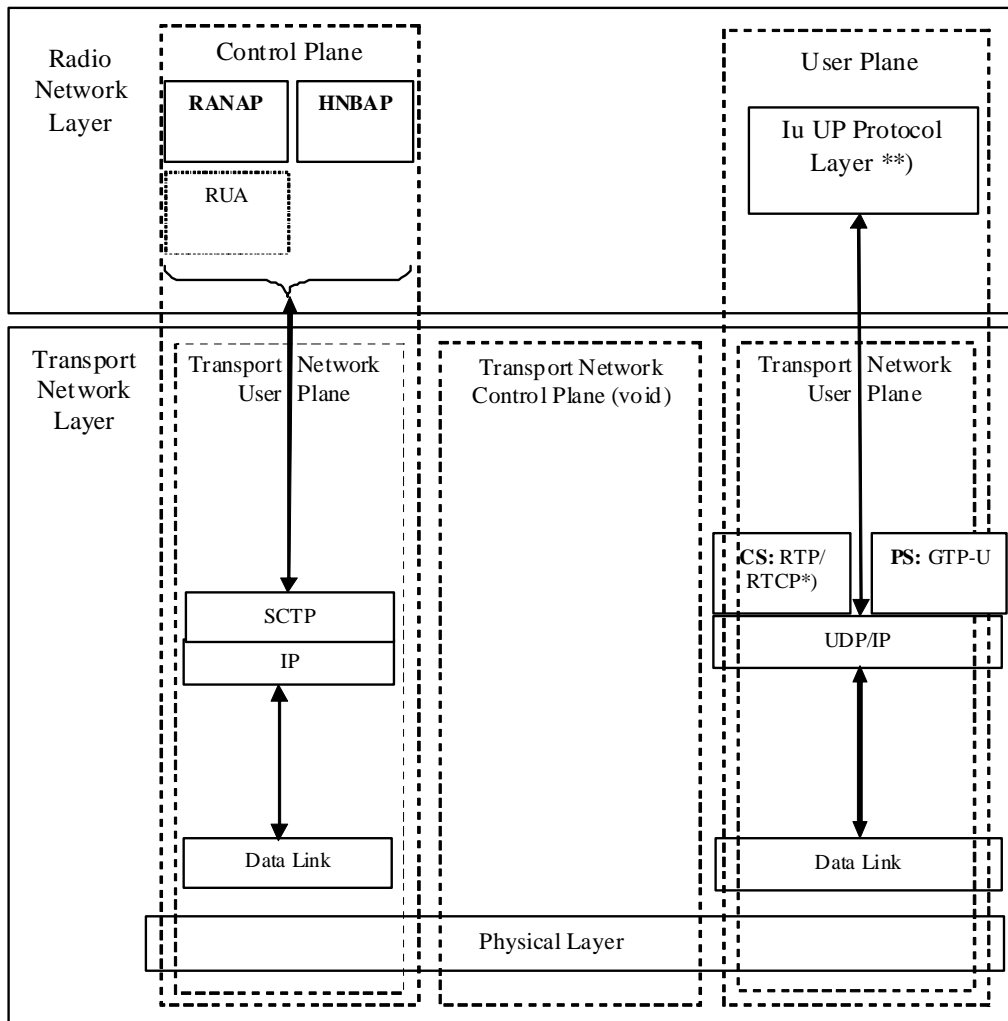 Radio
Network
Layer
Control Plane
RANAP
HNBAP
RUA
User Plane
Iu UP Protocol
Layer **)
Transport
Network
Layer
Transport Network
User Plane
Transport Network
Control Plane (void)
Transport Network
User Plane
CS: RTP/
RTCP*)
PS: GTP-U
SCTP
IP
UDP/IP
Data Link
Data Link
Physical Layer